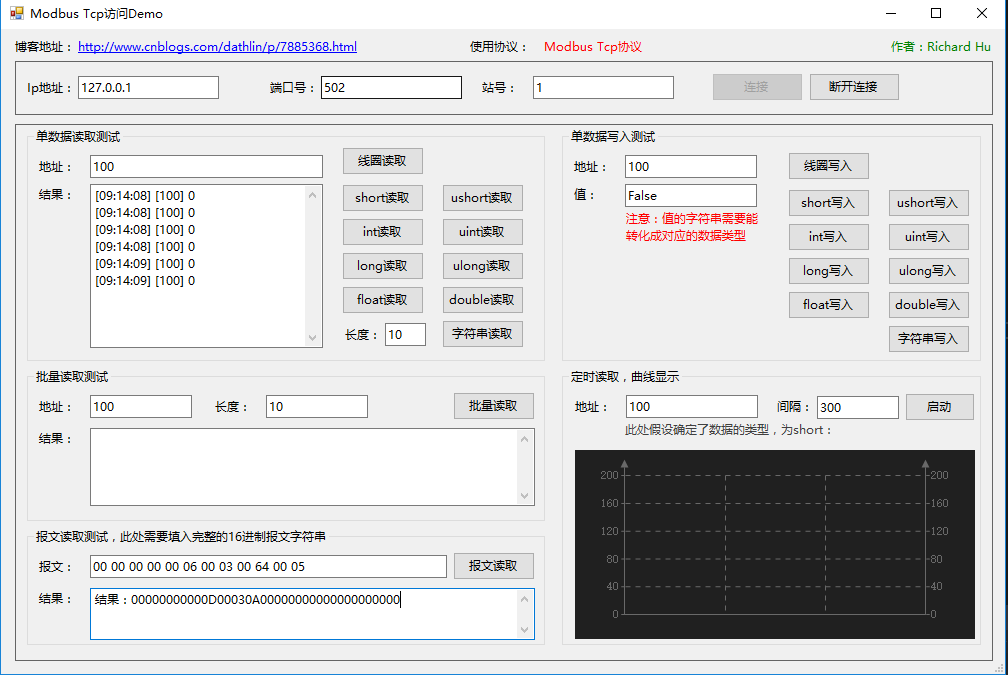 Modbus Tcp访问Demo
博客地址： http://www.cnblogs.com/dathlin/p/7885368.html 使用协议： Modbus Tcp协议 作者：Richard Hu
Ip地址： 127.0.0.1 端口号： 502 站号： 1 连接 断开连接
单数据读取测试
地址： 100 线圈读取
结果： [09:14:08] [100] 0
[09:14:08] [100] 0
[09:14:08] [100] 0
[09:14:08] [100] 0
[09:14:09] [100] 0
[09:14:09] [100] 0
short读取 ushort读取
int读取 uint读取
long读取 ulong读取
float读取 double读取
长度： 10 字符串读取
单数据写入测试
地址： 100 线圈写入
值： False
注意：值的字符串需要能
转化成对应的数据类型
short写入 ushort写入
int写入 uint写入
long写入 ulong写入
float写入 double写入
字符串写入
批量读取测试
地址： 100 长度： 10 批量读取
结果：
定时读取，曲线显示
地址： 100 间隔： 300 启动
此处假设确定了数据的类型，为short：
200 200
160 160
120 120
80 80
40 40
0 0
报文读取测试，此处需要填入完整的16进制报文字符串
报文： 00 00 00 00 00 06 00 03 00 64 00 05 报文读取
结果： 结果：00000000000D00030A00000000000000000000